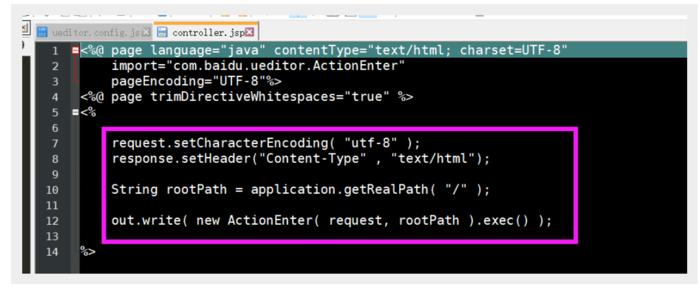 ueditor.config.js controller.jsp
1 <%@ page language="java" contentType="text/html; charset=UTF-8"
2 import="com.baidu.ueditor.ActionEnter"
3 pageEncoding="UTF-8"%>
4 <%@ page trimDirectiveWhitespaces="true" %>
5 <%
6
7 request.setCharacterEncoding( "utf-8" );
8 response.setHeader("Content-Type" , "text/html");
9
10 String rootPath = application.getRealPath( "/" );
11
12 out.write( new ActionEnter( request, rootPath ).exec() );
13
14 %>